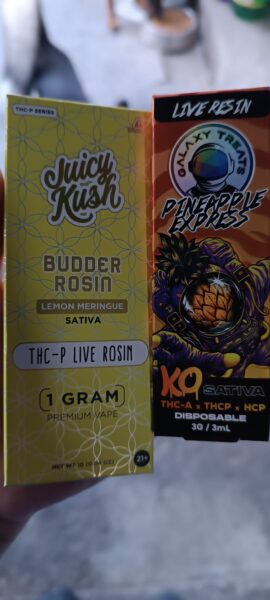 THC-P SERIES
Juicy
Kush
BUDDER
ROSIN
LEMON MERINGUE
SATIVA
THC-P LIVE ROSIN
1 GRAM
PREMIUM VAPE
21+
LIVE RESIN
GALAXY TREATS
PINEAPPLE
EXPRESS
K9 SATIVA
THC-A x THCP x HCP
DISPOSABLE
3G / 3mL